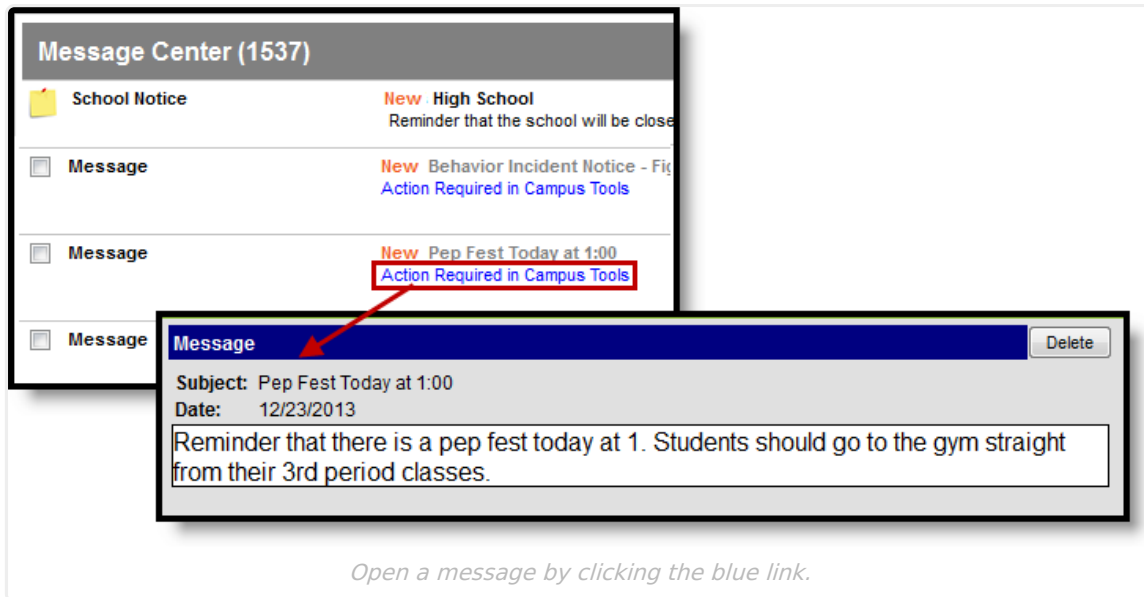 Message Center (1537)
School Notice New High School
Reminder that the school will be close
Message New Behavior Incident Notice - Fig
Action Required in Campus Tools
Message New Pep Fest Today at 1:00
Action Required in Campus Tools
Message
Message Delete
Subject: Pep Fest Today at 1:00
Date: 12/23/2013
Reminder that there is a pep fest today at 1. Students should go to the gym straight
from their 3rd period classes.
Open a message by clicking the blue link.